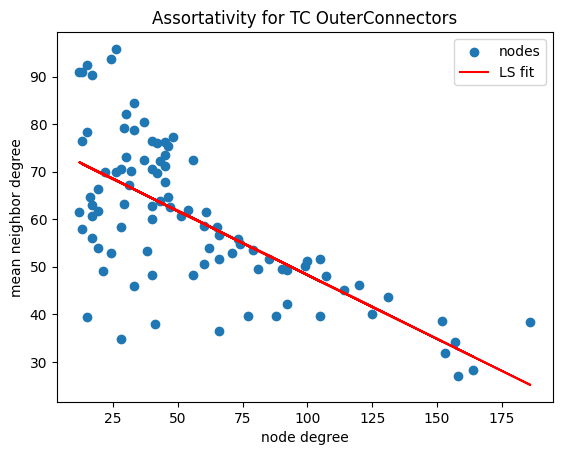 Assortativity for TC OuterConnectors
nodes
LS fit
mean neighbor degree
90
80
70
60
50
40
30
25
50
75
100
125
150
175
node degree